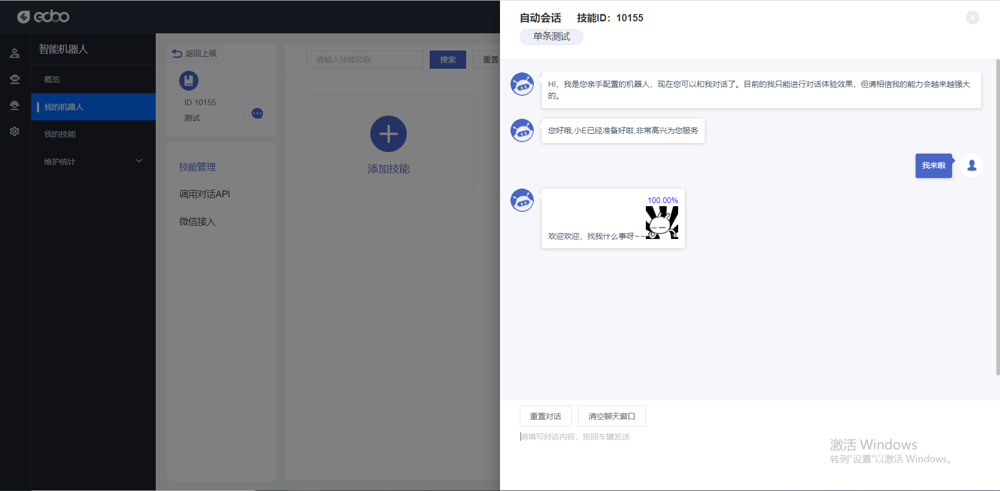 edoo
智能机器人
概览
我的机器人
我的技能
维护统计
返回上级
ID 10155
测试
技能管理
调用对话API
微信接入
请输入技能名称
搜索
重置
添加技能
自动会话
技能ID：10155
单条测试
HI，我是您亲手配置的机器人，现在您可以和我对话了。目前的我只能进行对话体验效果，但请相信我的能力会越来越强大
的。
您好哦,小E已经准备好啦,非常高兴为您服务
我来啦
100.00%
欢迎欢迎，找我什么事呀~~
重置对话
清空聊天窗口
请填写对话内容，按回车键发送
激活 Windows
转到“设置”以激活 Windows。